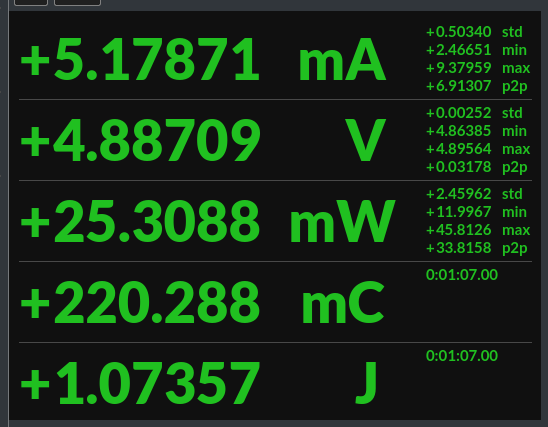 +5.17871 mA
+0.50340 std
+2.46651 min
+9.37959 max
+6.91307 p2p
+4.88709 V
+0.00252 std
+4.86385 min
+4.89564 max
+0.03178 p2p
+25.3088 mW
+2.45962 std
+11.9967 min
+45.8126 max
+33.8158 p2p
+220.288 mC
0:01:07.00
+1.07357 J
0:01:07.00